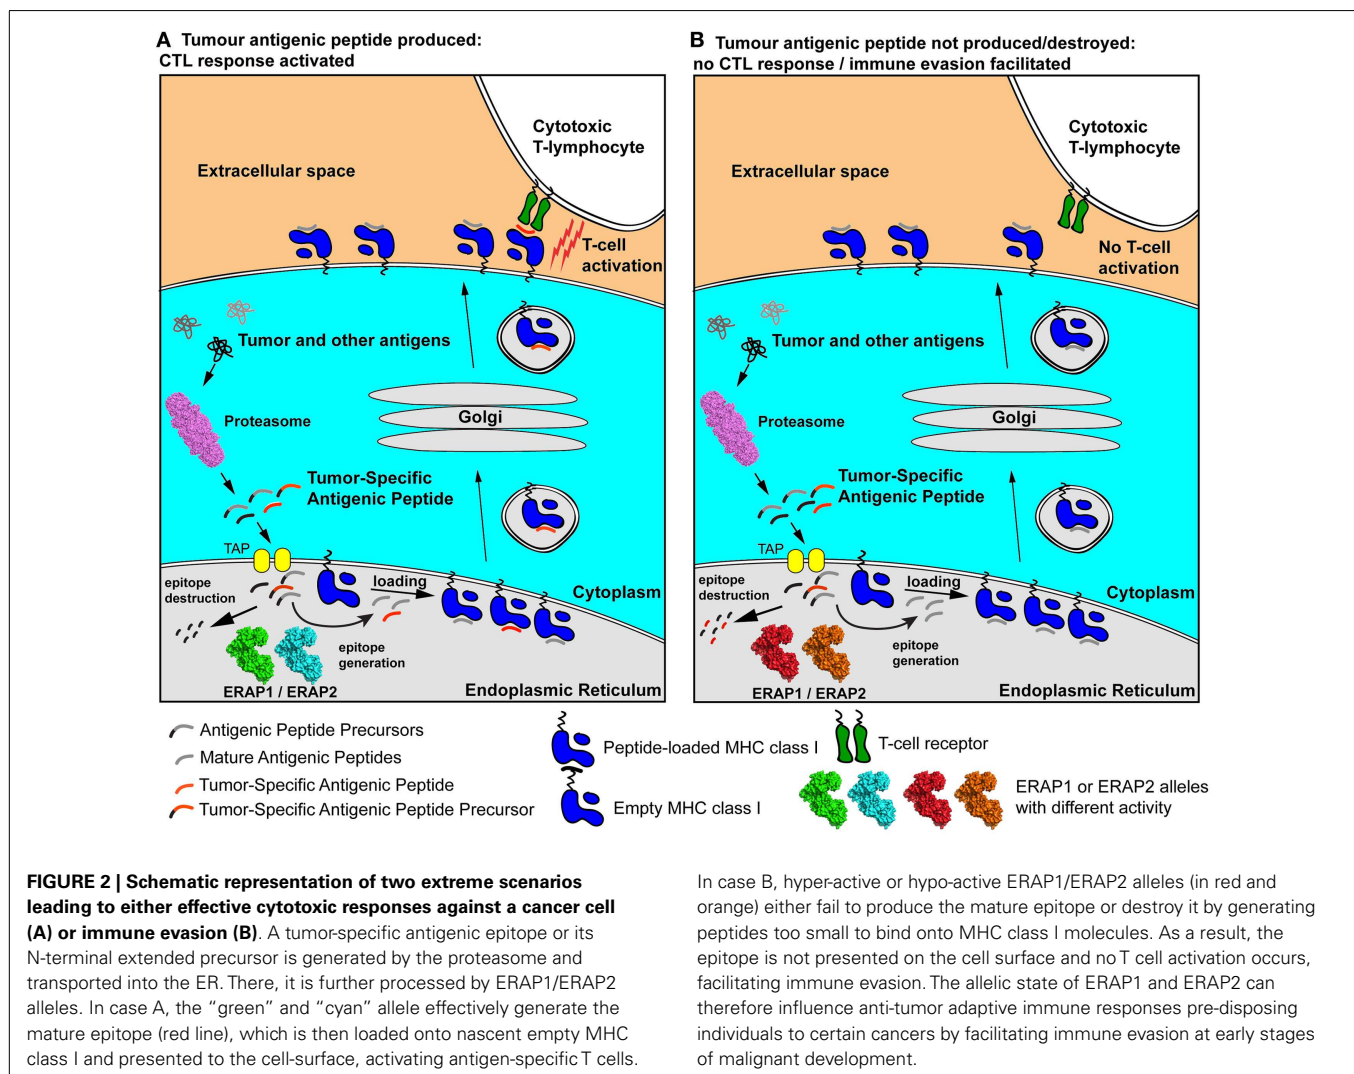 A Tumour antigenic peptide produced:
CTL response activated
Cytotoxic
T-lymphocyte
Extracellular space
T-cell
activation
Tumor and other antigens
Proteasome
Golgi
Tumor-Specific
Antigenic Peptide
TAP
epitope
destruction
loading
Cytoplasm
epitope
generation
ERAP1 / ERAP2
Endoplasmic Reticulum
B Tumour antigenic peptide not produced/destroyed:
no CTL response / immune evasion facilitated
Cytotoxic
T-lymphocyte
Extracellular space
No T-cell
activation
Tumor and other antigens
Proteasome
Golgi
Tumor-Specific
Antigenic Peptide
TAP
epitope
destruction
loading
Cytoplasm
epitope
generation
ERAP1 / ERAP2
Endoplasmic Reticulum
Antigenic Peptide Precursors
Mature Antigenic Peptides
Tumor-Specific Antigenic Peptide
Tumor-Specific Antigenic Peptide Precursor
Peptide-loaded MHC class I
Empty MHC class I
T-cell receptor
ERAP1 or ERAP2 alleles
with different activity
FIGURE 2 | Schematic representation of two extreme scenarios
leading to either effective cytotoxic responses against a cancer cell
(A) or immune evasion (B). A tumor-specific antigenic epitope or its
N-terminal extended precursor is generated by the proteasome and
transported into the ER. There, it is further processed by ERAP1/ERAP2
alleles. In case A, the “green” and “cyan” allele effectively generate the
mature epitope (red line), which is then loaded onto nascent empty MHC
class I and presented to the cell-surface, activating antigen-specific T cells.
In case B, hyper-active or hypo-active ERAP1/ERAP2 alleles (in red and
orange) either fail to produce the mature epitope or destroy it by generating
peptides too small to bind onto MHC class I molecules. As a result, the
epitope is not presented on the cell surface and no T cell activation occurs,
facilitating immune evasion. The allelic state of ERAP1 and ERAP2 can
therefore influence anti-tumor adaptive immune responses pre-disposing
individuals to certain cancers by facilitating immune evasion at early stages
of malignant development.